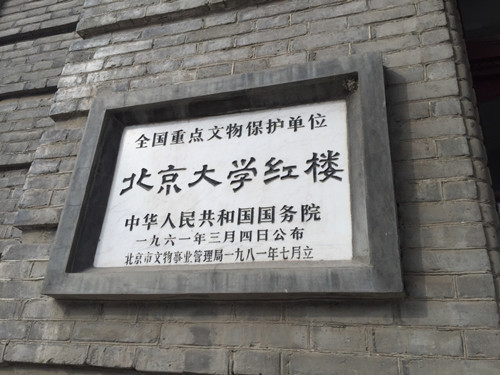 全国重点文物保护单位
北京大学红楼
中华人民共和国国务院
一九六一年三月四日公布
北京市文物事业管理局一九八一年七月立